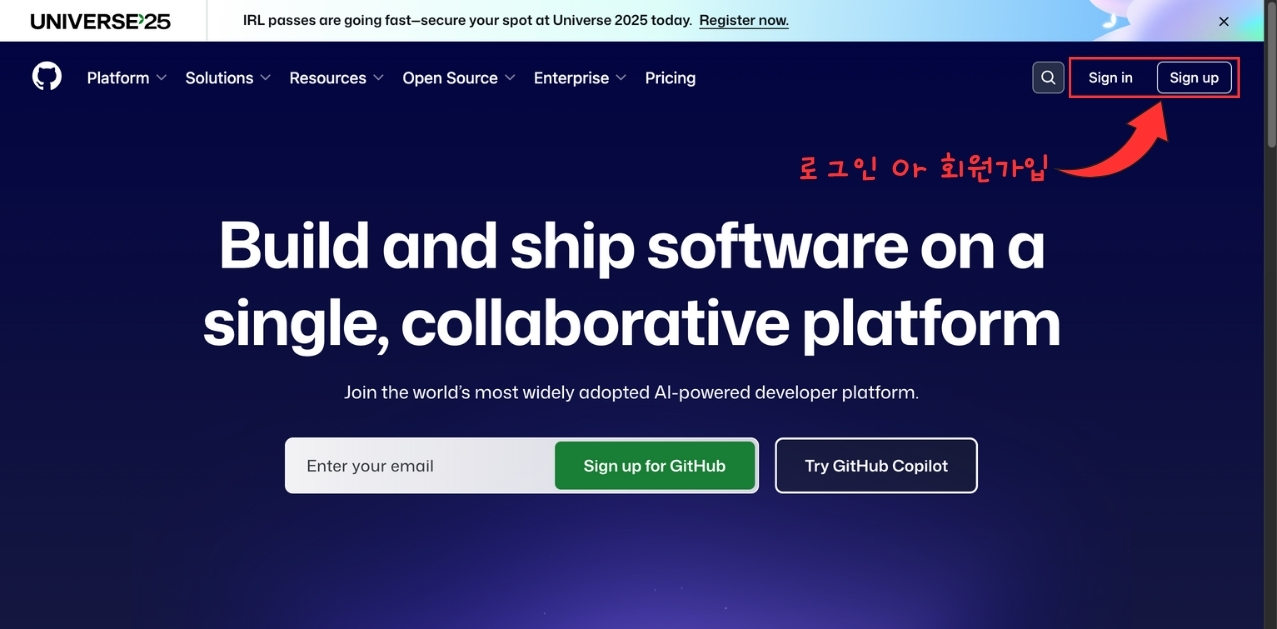 UNIVERSE'25
IRL passes are going fast—secure your spot at Universe 2025 today. Register now.
Platform Solutions Resources Open Source Enterprise Pricing
Sign in Sign up
로그인 아 회원가입
Build and ship software on a
single, collaborative platform
Join the world's most widely adopted AI-powered developer platform.
Enter your email Sign up for GitHub Try GitHub Copilot